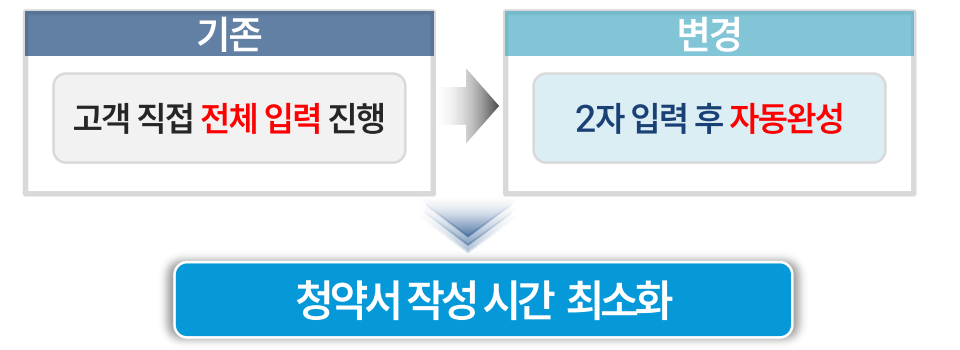 기존
고객 직접 전체 입력 진행
변경
2자 입력 후 자동완성
청약서 작성 시간 최소화